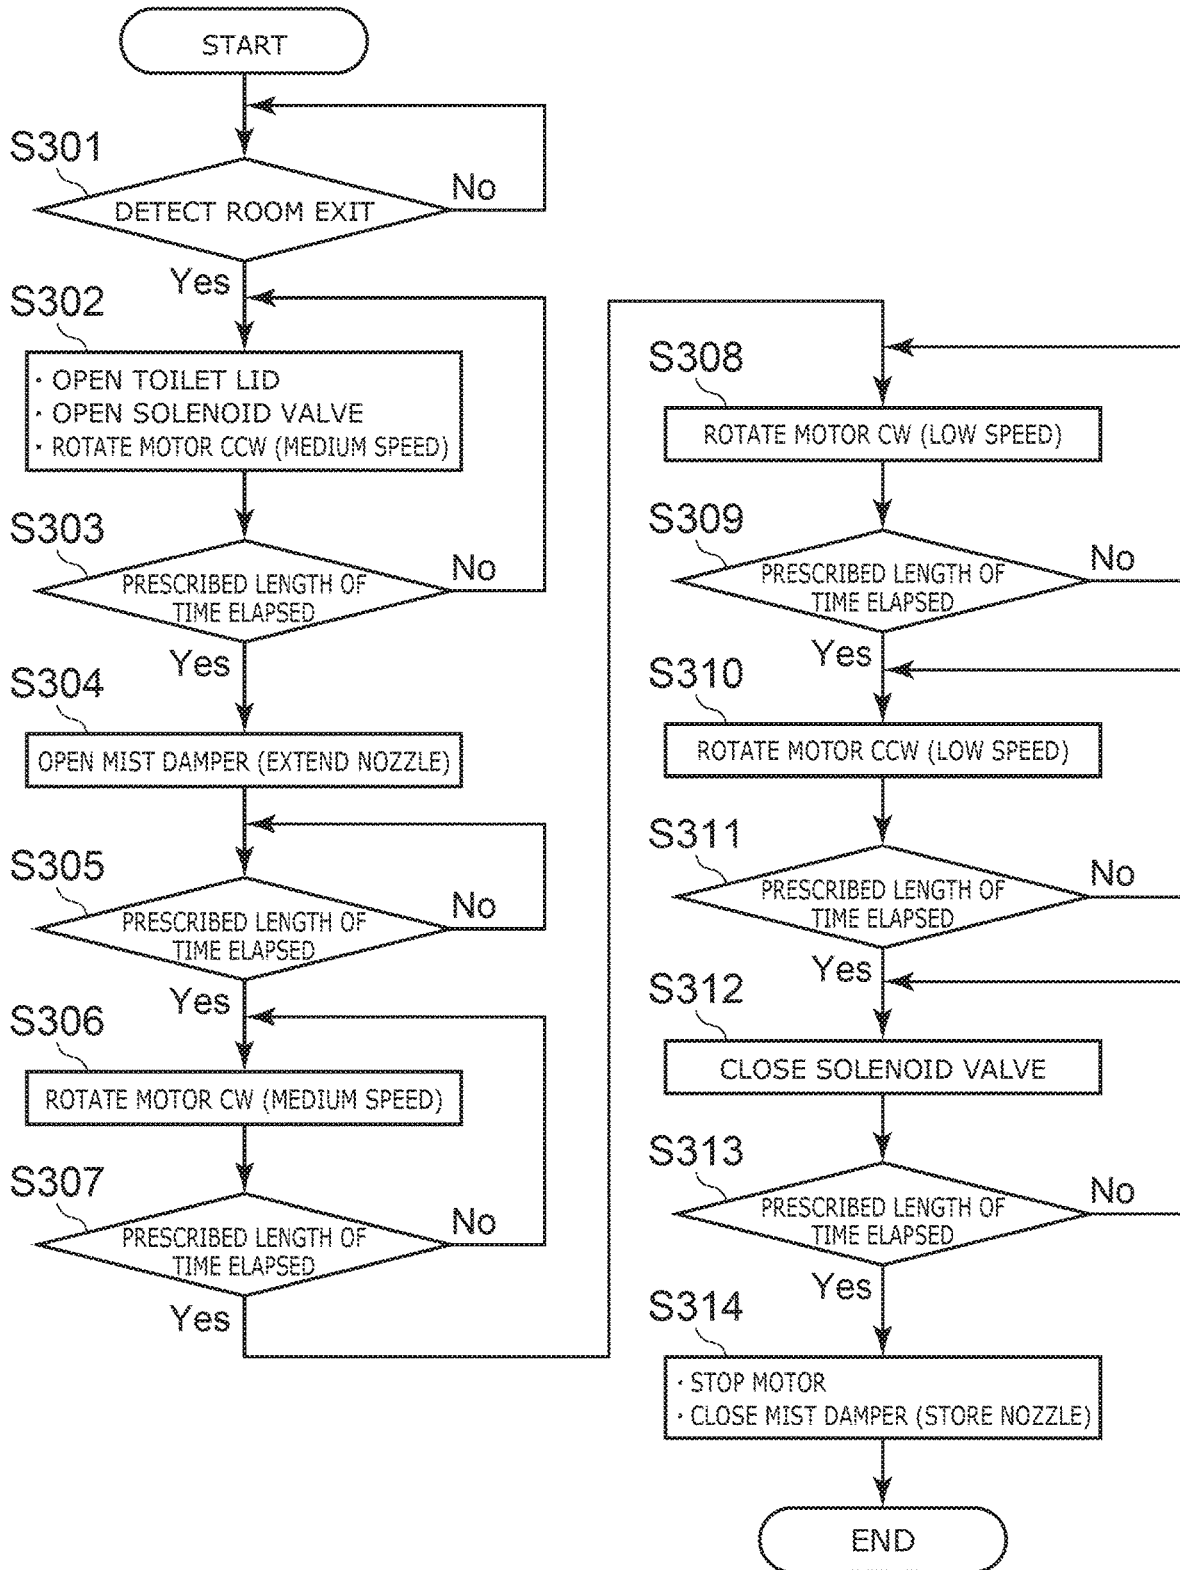 START
S301
DETECT ROOM EXIT
No
Yes
S302
· OPEN TOILET LID
· OPEN SOLENOID VALVE
· ROTATE MOTOR CCW (MEDIUM SPEED)
S303
PRESCRIBED LENGTH OF
TIME ELAPSED
No
Yes
S304
OPEN MIST DAMPER (EXTEND NOZZLE)
S305
PRESCRIBED LENGTH OF
TIME ELAPSED
No
Yes
S306
ROTATE MOTOR CW (MEDIUM SPEED)
S307
PRESCRIBED LENGTH OF
TIME ELAPSED
No
Yes
S308
ROTATE MOTOR CW (LOW SPEED)
S309
PRESCRIBED LENGTH OF
TIME ELAPSED
No
Yes
S310
ROTATE MOTOR CCW (LOW SPEED)
S311
PRESCRIBED LENGTH OF
TIME ELAPSED
No
Yes
S312
CLOSE SOLENOID VALVE
S313
PRESCRIBED LENGTH OF
TIME ELAPSED
No
Yes
S314
· STOP MOTOR
· CLOSE MIST DAMPER (STORE NOZZLE)
END